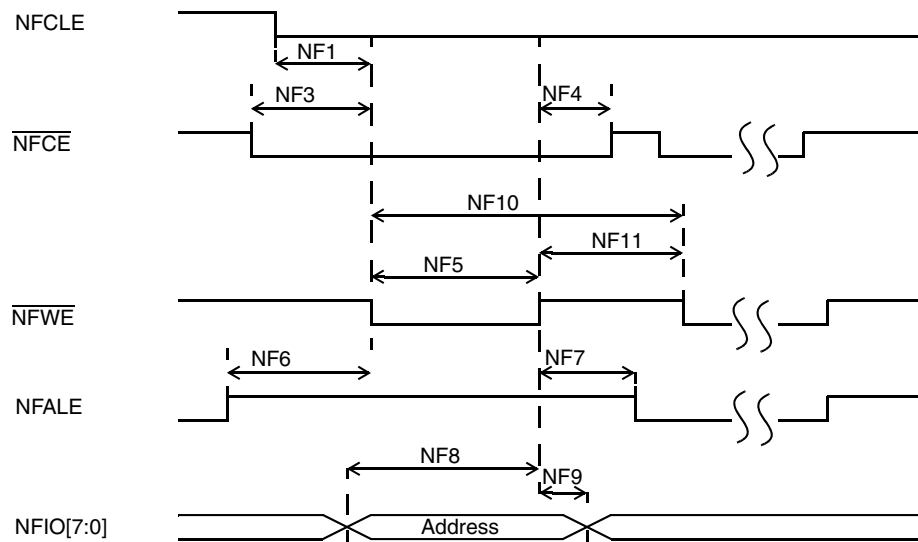 NFCLE
NF1
NF3
NF4
NFCE
NF10
NF11
NF5
NFWE
NF6
NF7
NFALE
NF8
NF9
NFIO[7:0]
Address